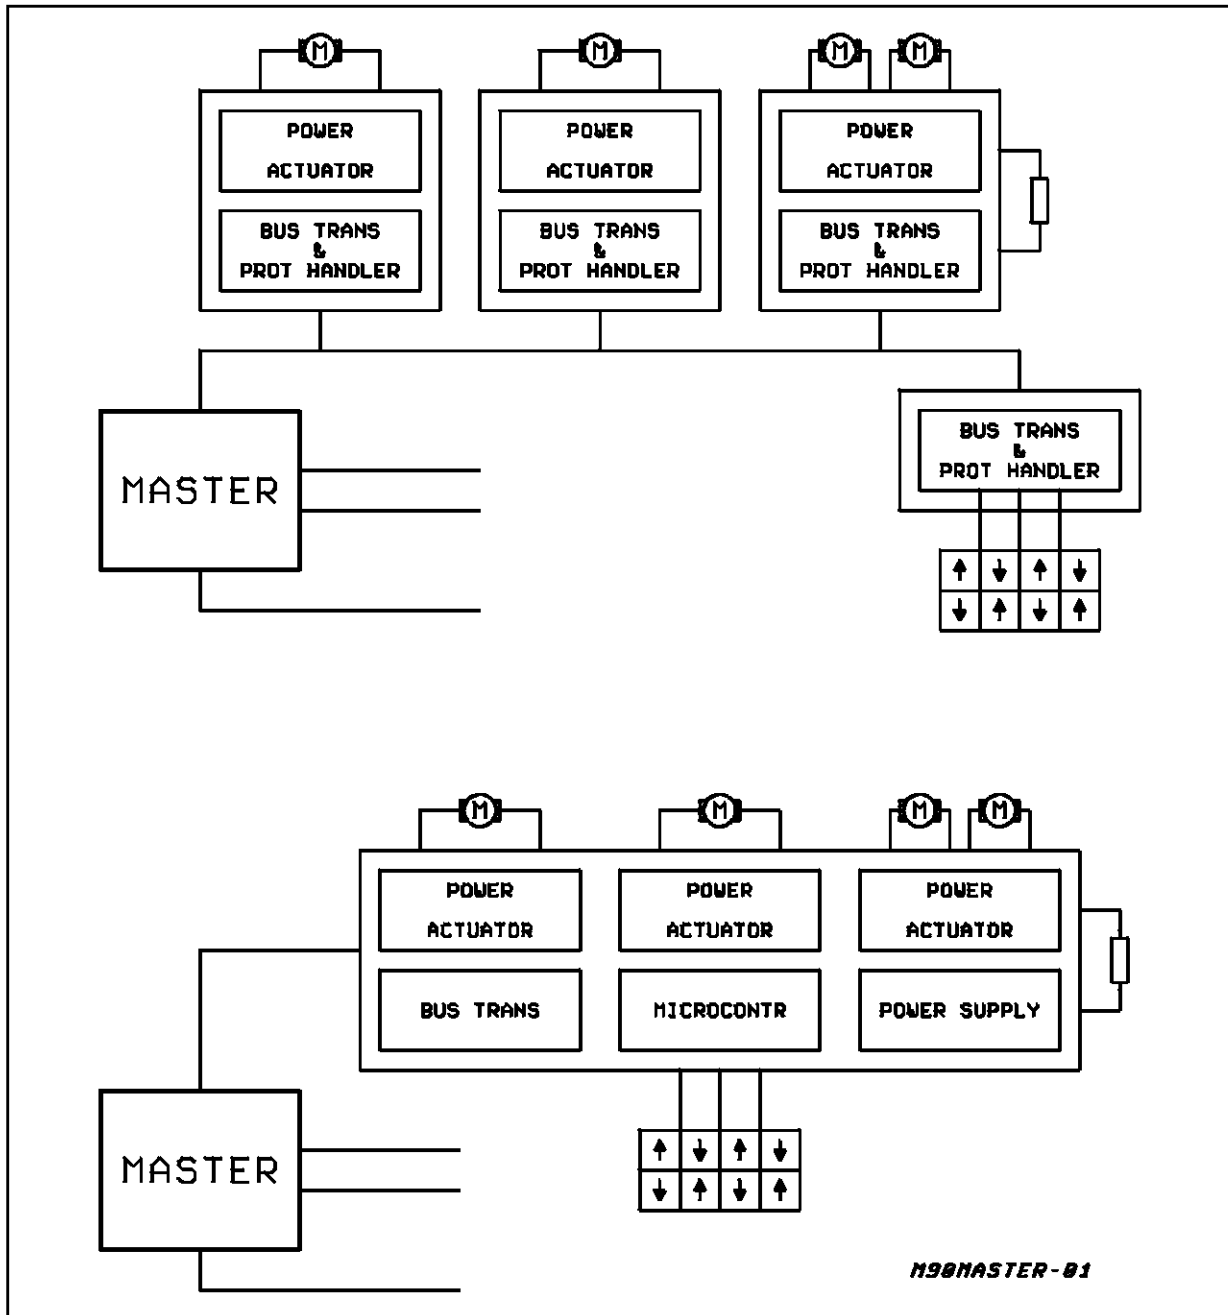 M M M M
POWER POWER POWER
ACTUATOR ACTUATOR ACTUATOR
BUS TRANS BUS TRANS BUS TRANS
& & &
PROT HANDLER PROT HANDLER PROT HANDLER
BUS TRANS
&
PROT HANDLER
MASTER
M M M M
POWER POWER POWER
ACTUATOR ACTUATOR ACTUATOR
BUS TRANS MICROCONTR POWER SUPPLY
MASTER
M90MASTER-01